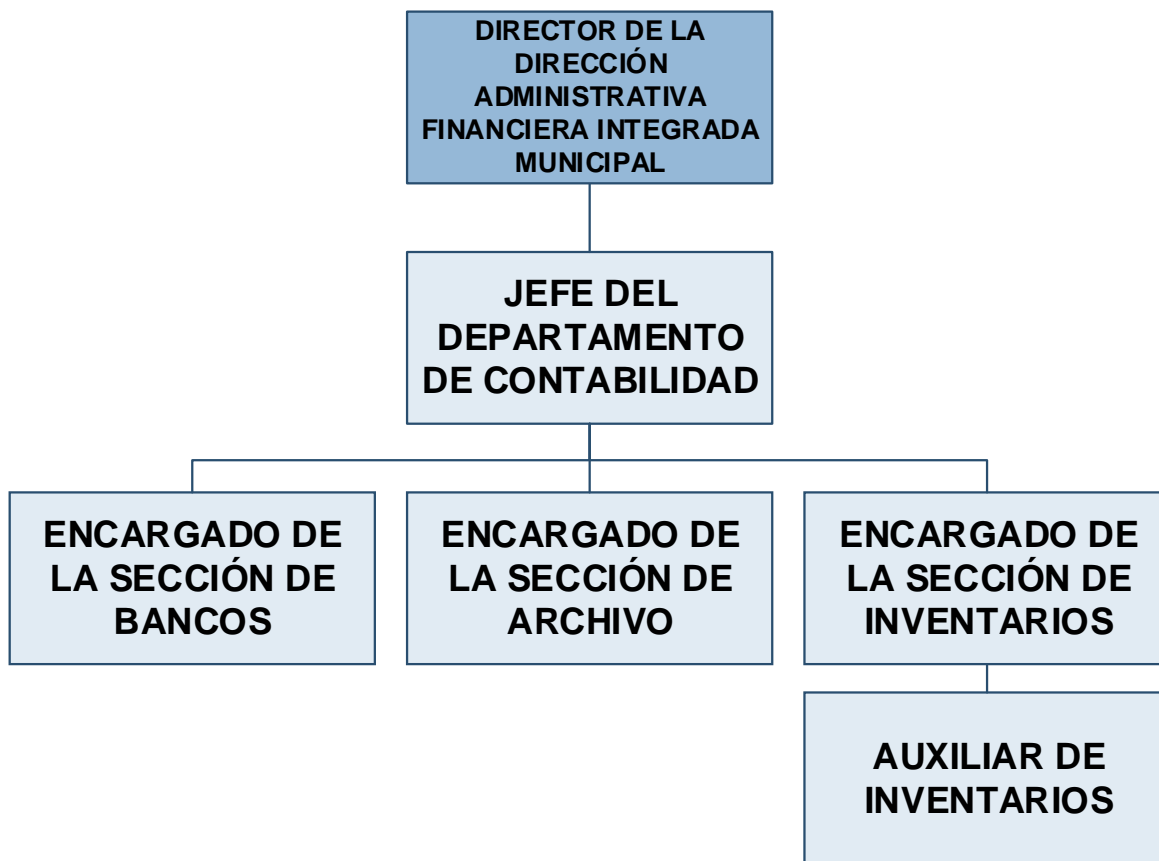 DIRECTOR DE LA
DIRECCIÓN
ADMINISTRATIVA
FINANCIERA INTEGRADA
MUNICIPAL
JEFE DEL
DEPARTAMENTO
DE CONTABILIDAD
ENCARGADO DE
LA SECCIÓN DE
BANCOS
ENCARGADO DE
LA SECCIÓN DE
ARCHIVO
ENCARGADO DE
LA SECCIÓN DE
INVENTARIOS
AUXILIAR DE
INVENTARIOS